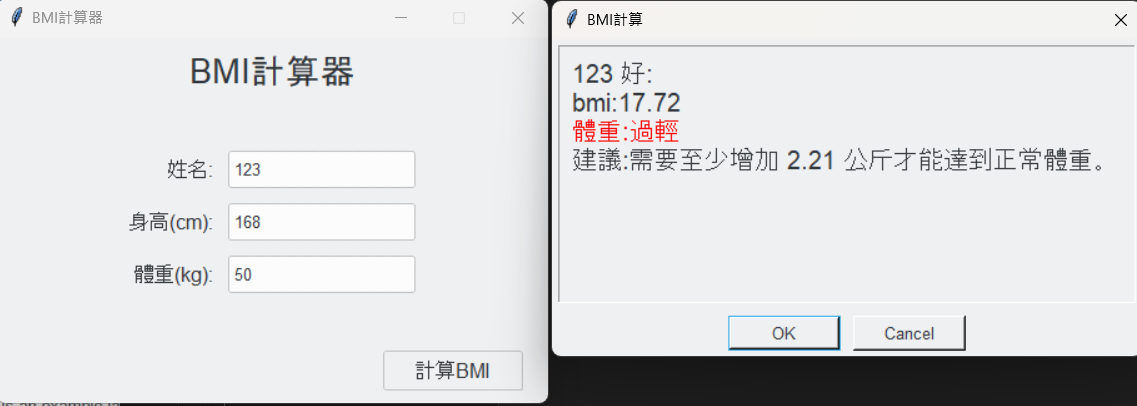 BMI計算器
BMI計算器
姓名: 123
身高(cm): 168
體重(kg): 50
計算BMI
BMI計算
123 好:
bmi:17.72
體重:過輕
建議:需要至少增加 2.21 公斤才能達到正常體重。
OK Cancel